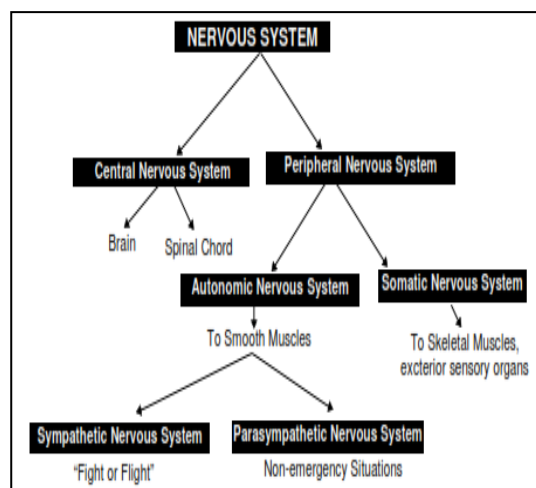 NERVOUS SYSTEM
Central Nervous System
Peripheral Nervous System
Brain
Spinal Chord
Autonomic Nervous System
Somatic Nervous System
To Smooth Muscles
To Skeletal Muscles,
excterior sensory organs
Sympathetic Nervous System
Parasympathetic Nervous System
"Fight or Flight"
Non-emergency Situations